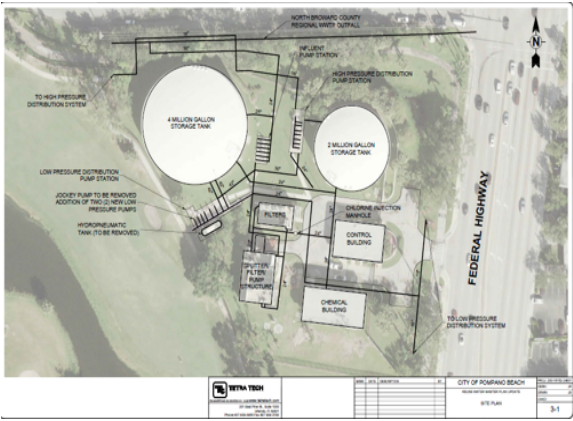 NORTH BROWARD COUNTY
REGIONAL WWTP OUTFALL
INFLUENT
PUMP STATION
N
HIGH PRESSURE DISTRIBUTION
PUMP STATION
TO HIGH PRESSURE
DISTRIBUTION SYSTEM
4 MILLION GALLON
STORAGE TANK
2 MILLION GALLON
STORAGE TANK
LOW PRESSURE DISTRIBUTION
PUMP STATION
JOCKEY PUMP TO BE REMOVED
ADDITION OF TWO (2) NEW LOW
PRESSURE PUMPS
HYDROPNEUMATIC
TANK (TO BE REMOVED)
FILTERS
CHLORINE INJECTION
MANHOLE
CONTROL
BUILDING
SPLITTER/
FILTER/
PUMP
STRUCTURE
CHEMICAL
BUILDING
FEDERAL HIGHWAY
TO LOW PRESSURE
DISTRIBUTION SYSTEM
TETRA TECH
CITY OF POMPANO BEACH
SITE PLAN
3-1